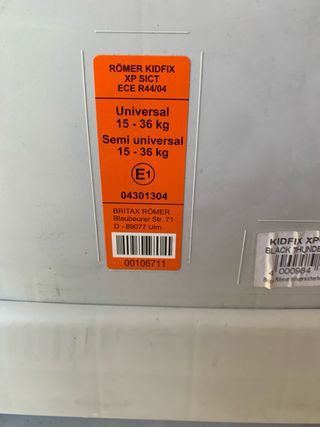 RÖMER KIDFIX
XP SICT
ECE R44/04
Universal
15 - 36 kg
Semi universal
15 - 36 kg
E1
04301304
BRITAX RÖMER
Blaubeurer Str. 71
D - 89077 Ulm
00106711
KIDFIX XP
BLACK THUNDE
4 000984